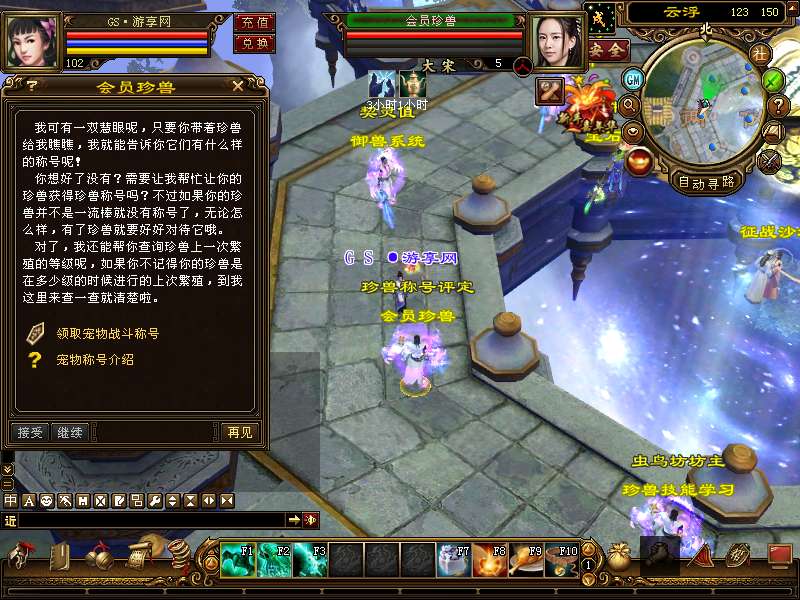 GS·游享网
102
充值
兑换
会员珍兽
大宋
5
安全
云浮
123 150
北
社
GM
?
自动寻路
?
会员珍兽
我可有一双慧眼呢，只要你带着珍兽
给我瞧瞧，我就能告诉你它们有什么样
的称号呢！
你想好了没有？需要让我帮忙让你的
珍兽获得珍兽称号吗？不过如果你的珍
兽并不是一流棒就没有称号了，无论怎
么样，有了珍兽就要好好对待它哦。
对了，我还能帮你查询珍兽上一次繁
殖的等级呢，如果你不记得你的珍兽是
在多少级的时候进行的上次繁殖，到我
这里来查一查就清楚啦。
领取宠物战斗称号
? 宠物称号介绍
接受
继续
再见
3小时
1小时
御兽系统
GS●游享网
珍兽称号评定
会员珍兽
征战沙
虫鸟坊坊主
珍兽技能学习
中
A
近
F1
F2
F3
F7
F8
F9
F10
1